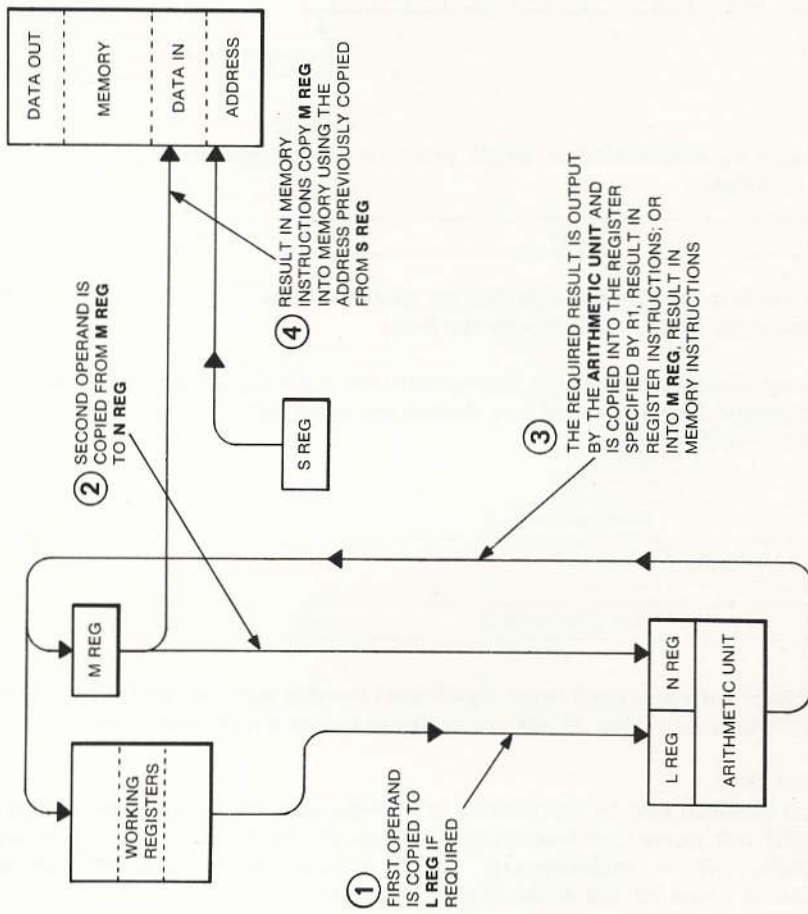 DATA OUT
MEMORY
DATA IN
ADDRESS
2
SECOND OPERAND IS
COPIED FROM M REG
TO N REG
4
RESULT IN MEMORY
INSTRUCTIONS COPY M REG
INTO MEMORY USING THE
ADDRESS PREVIOUSLY COPIED
FROM S REG
S REG
M REG
WORKING
REGISTERS
3
THE REQUIRED RESULT IS OUTPUT
BY THE ARITHMETIC UNIT AND
IS COPIED INTO THE REGISTER
SPECIFIED BY R1, RESULT IN
REGISTER INSTRUCTIONS; OR
INTO M REG, RESULT IN
MEMORY INSTRUCTIONS
1
FIRST OPERAND
IS COPIED TO
L REG IF
REQUIRED
L REG
N REG
ARITHMETIC UNIT